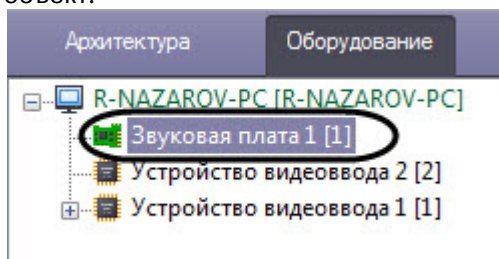 Архитектура Оборудование
R-NAZAROV-PC [R-NAZAROV-PC]
Звуковая плата 1 [1]
Устройство видеоввода 2 [2]
Устройство видеоввода 1 [1]